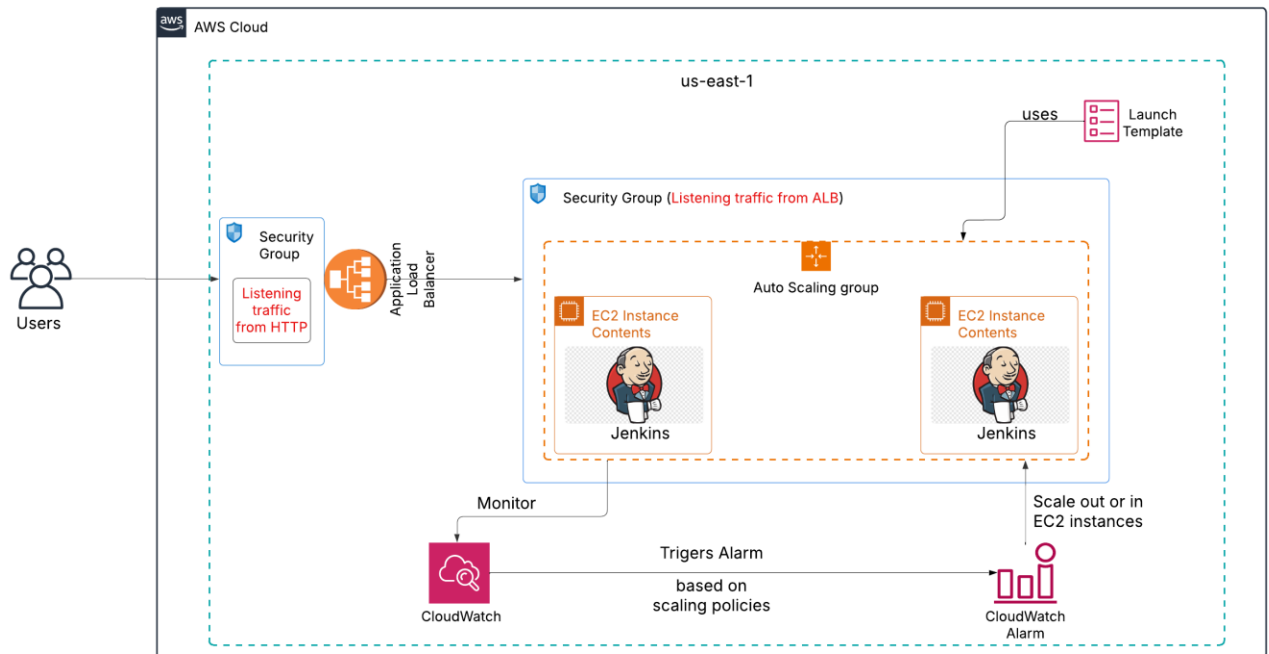 aws
AWS Cloud
us-east-1
uses
Launch
Template
Security Group (Listening traffic from ALB)
Security
Group
Listening
traffic
from HTTP
Application
Load
Balancer
Users
Auto Scaling group
EC2 Instance
Contents
Jenkins
EC2 Instance
Contents
Jenkins
Monitor
Scale out or in
EC2 instances
Trigers Alarm
based on
scaling policies
CloudWatch
CloudWatch
Alarm